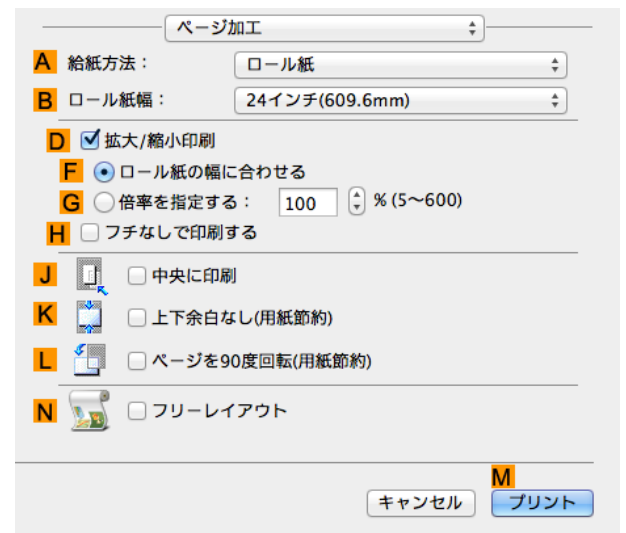 ページ加工
A 給紙方法： ロール紙
B ロール紙幅： 24インチ(609.6mm)
D 拡大/縮小印刷
F ロール紙の幅に合わせる
G 倍率を指定する： 100 % (5〜600)
H フチなしで印刷する
J 中央に印刷
K 上下余白なし(用紙節約)
L ページを90度回転(用紙節約)
N フリーレイアウト
M
キャンセル プリント